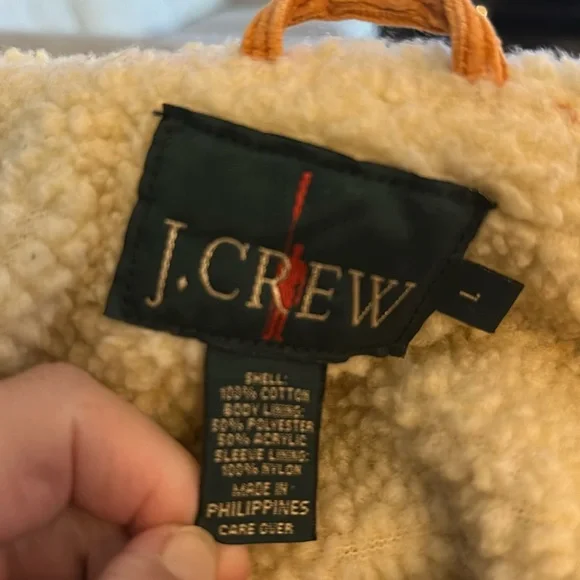 J.CREW
L
SHELL:
100% COTTON
BODY LINING:
50% POLYESTER
50% ACRYLIC
SLEEVE LINING:
100% NYLON
MADE IN
PHILIPPINES
CARE OVER